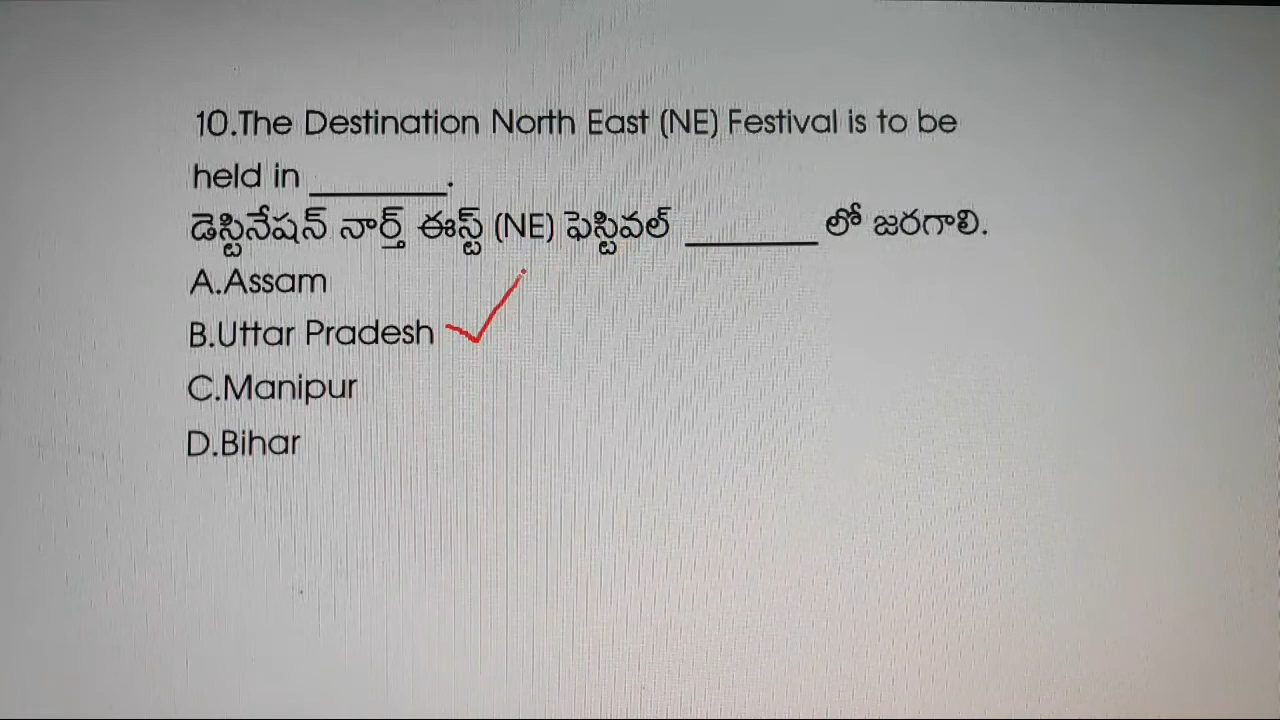 10.The Destination North East (NE) Festival is to be
held in ________.
డెస్టినేషన్ నార్త్ ఈస్ట్ (NE) ఫెస్టివల్ ________ లో జరగాలి.
A.Assam
B.Uttar Pradesh
C.Manipur
D.Bihar